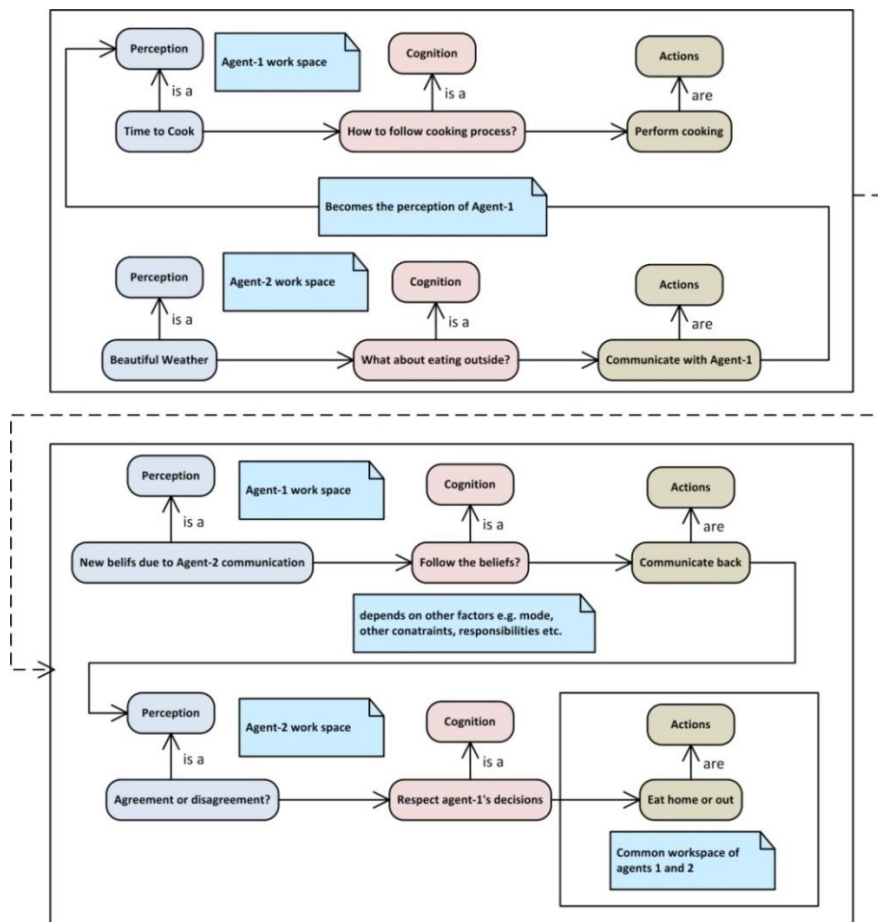 Perception
Agent-1 work space
Cognition
Actions
is a
is a
are
Time to Cook
How to follow cooking process?
Perform cooking
Becomes the perception of Agent-1
Perception
Agent-2 work space
Cognition
Actions
is a
is a
are
Beautiful Weather
What about eating outside?
Communicate with Agent-1
Perception
Agent-1 work space
Cognition
Actions
is a
is a
are
New belifs due to Agent-2 communication
Follow the beliefs?
Communicate back
depends on other factors e.g. mode,
other conatraints, responsibilities etc.
Perception
Agent-2 work space
Cognition
Actions
is a
is a
are
Agreement or disagreement?
Respect agent-1's decisions
Eat home or out
Common workspace of
agents 1 and 2